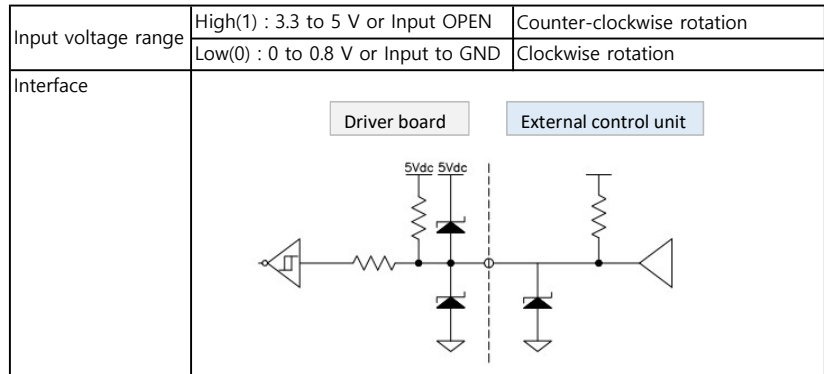 Input voltage range
High(1) : 3.3 to 5 V or Input OPEN
Counter-clockwise rotation
Low(0) : 0 to 0.8 V or Input to GND
Clockwise rotation
Interface
Driver board
External control unit
5Vdc 5Vdc